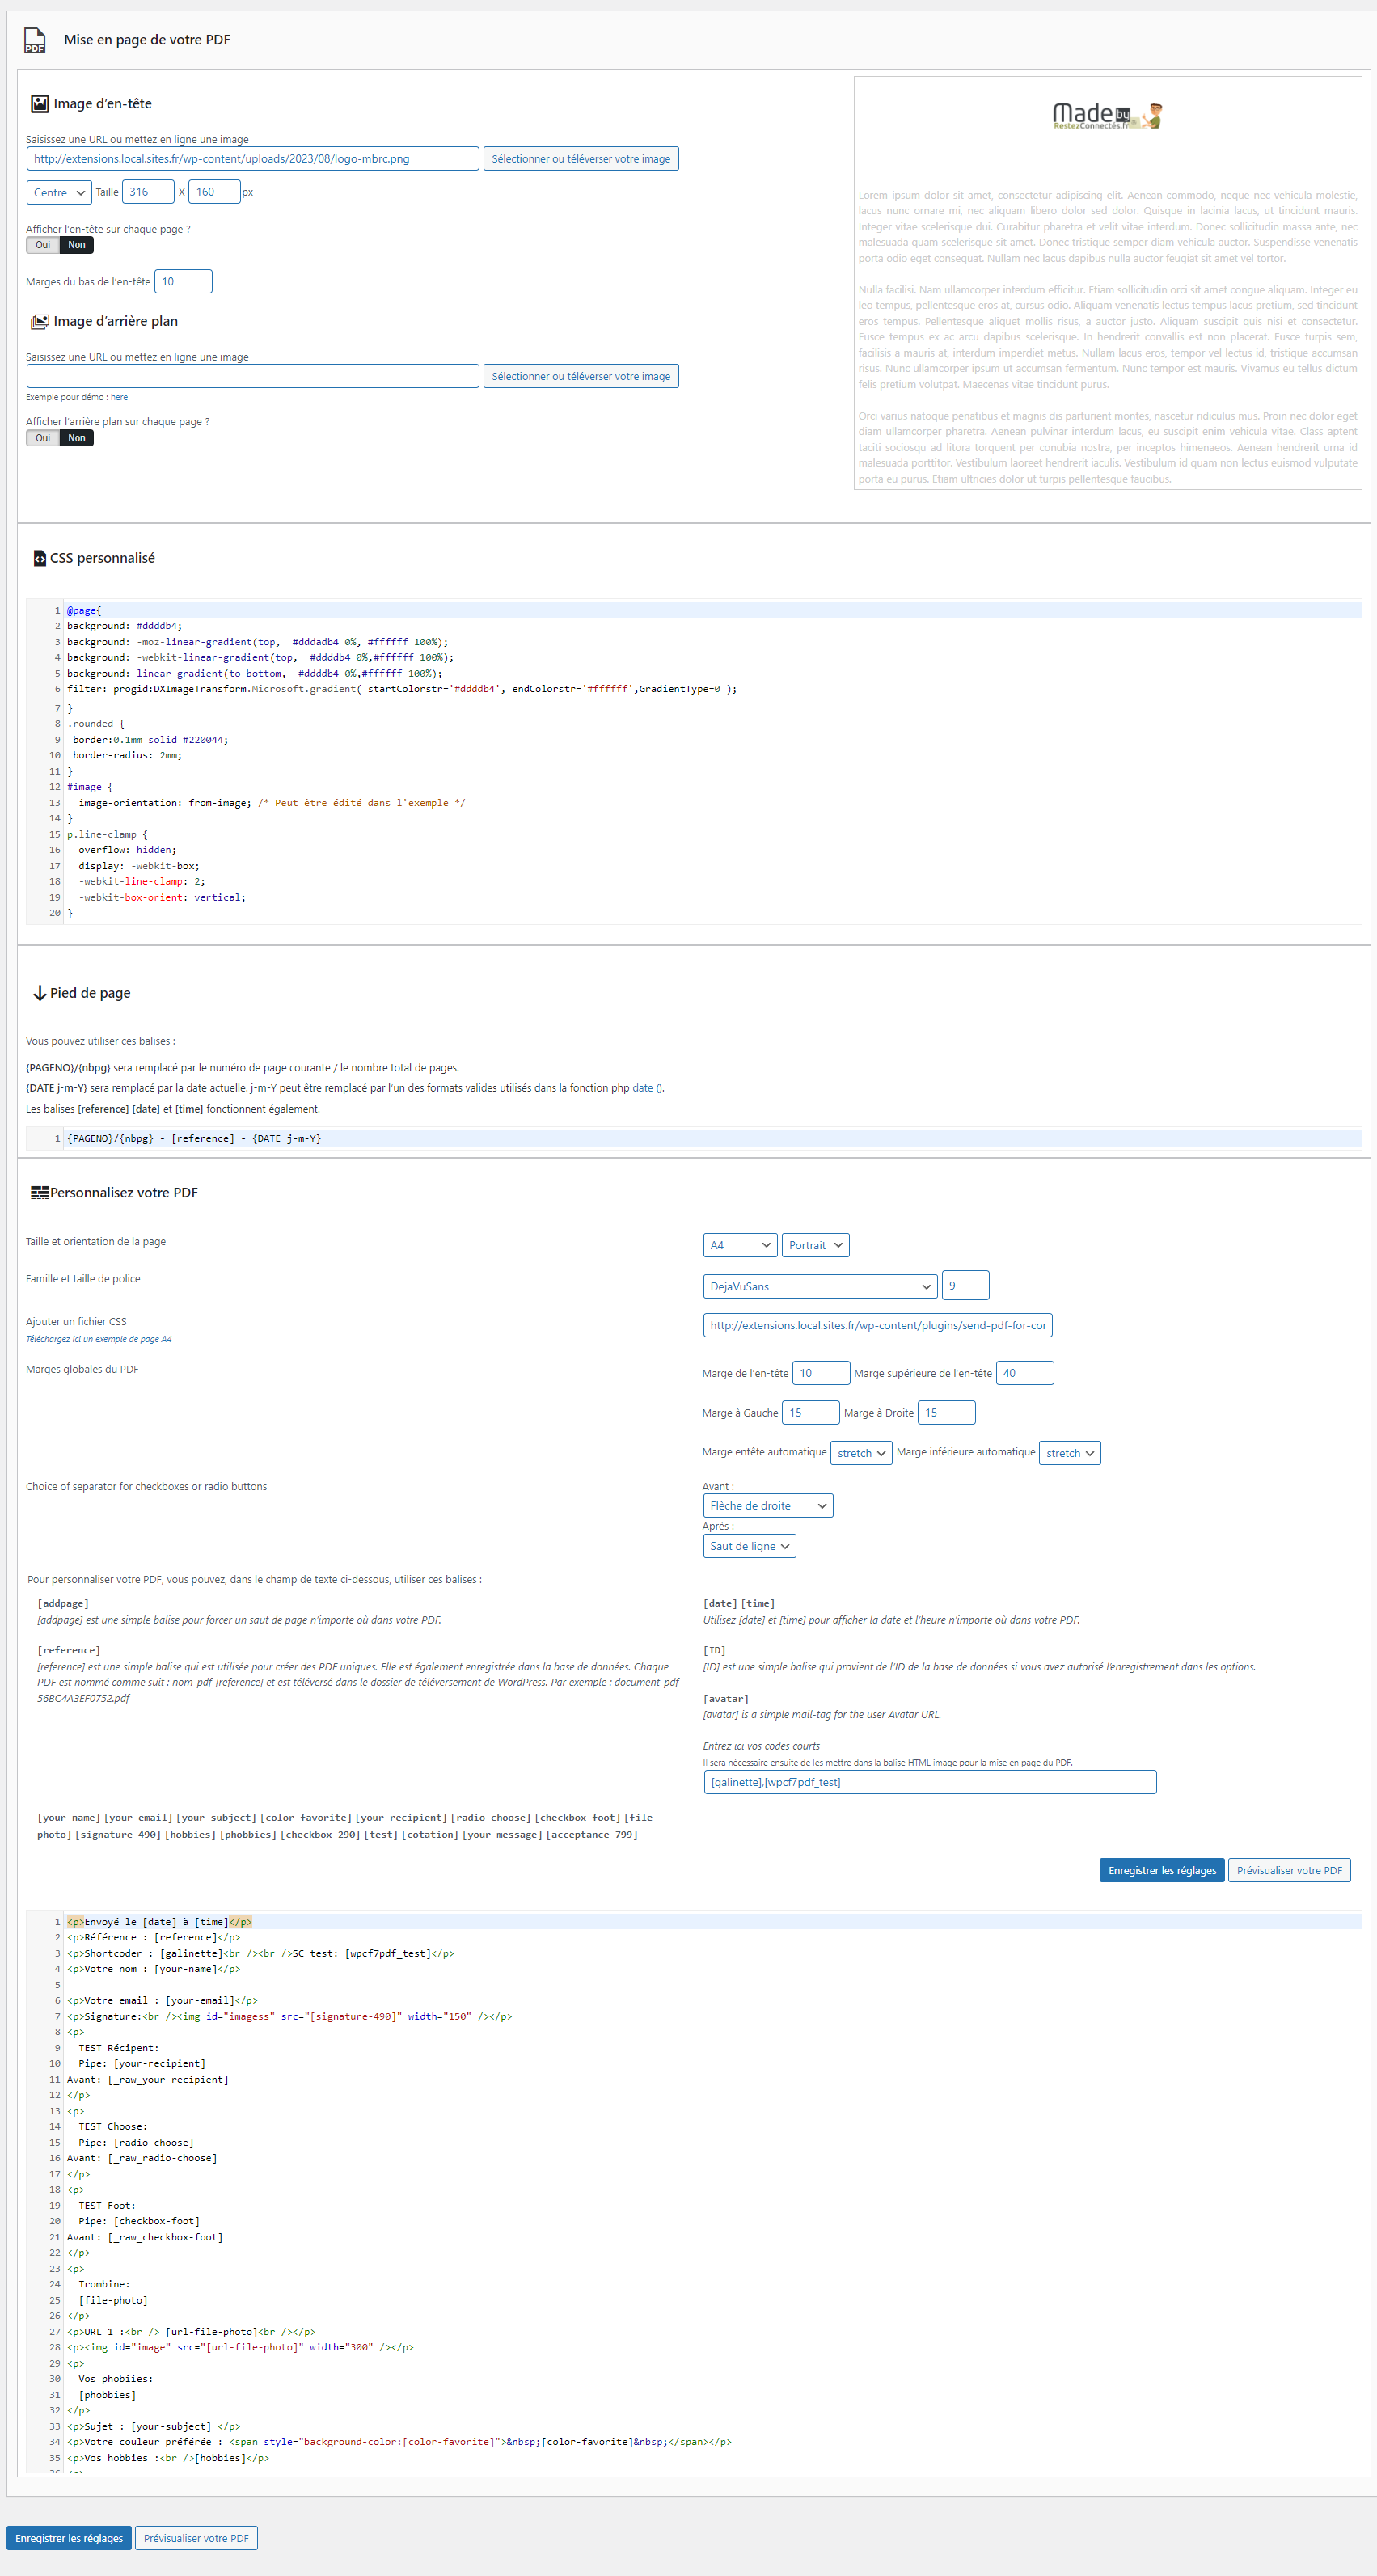 PDF Mise en page de votre PDF
Image d'en-tête
Saisissez une URL ou mettez en ligne une image
http://extensions.local.sites.fr/wp-content/uploads/2023/08/logo-mbrc.png Sélectionner ou téléverser votre image
Centre Taille 316 X 160 px
Afficher l'en-tête sur chaque page ?
Oui Non
Marges du bas de l'en-tête 10
Image d'arrière plan
Saisissez une URL ou mettez en ligne une image
Sélectionner ou téléverser votre image
Exemple pour démo : here
Afficher l'arrière plan sur chaque page ?
Oui Non
Made by
RestezConnectés.fr
Lorem ipsum dolor sit amet, consectetur adipiscing elit. Aenean commodo, neque nec vehicula molestie,
lacus nunc ornare mi, nec aliquam libero dolor sed dolor. Quisque in lacinia lacus, ut tincidunt mauris.
Integer vitae scelerisque dui. Curabitur pharetra et velit vitae interdum. Donec sollicitudin massa ante, nec
malesuada quam scelerisque sit amet. Donec tristique semper diam vehicula auctor. Suspendisse venenatis
porta odio eget consequat. Nullam nec lacus dapibus nulla auctor feugiat sit amet vel tortor.
Nulla facilisi. Nam ullamcorper interdum efficitur. Etiam sollicitudin orci sit amet congue aliquam. Integer eu
leo tempus, pellentesque eros at, cursus odio. Aliquam venenatis lectus tempus lacus pretium, sed tincidunt
eros tempus. Pellentesque aliquet mollis risus, a auctor justo. Aliquam suscipit quis nisi et consectetur.
Fusce tempus ex ac arcu dapibus scelerisque. In hendrerit convallis est non placerat. Fusce turpis sem,
facilisis a mauris at, interdum imperdiet metus. Nullam lacus eros, tempor vel lectus id, tristique accumsan
risus. Nunc ullamcorper ipsum ut accumsan fermentum. Nunc tempor est mauris. Vivamus eu tellus dictum
felis pretium volutpat. Maecenas vitae tincidunt purus.
Orci varius natoque penatibus et magnis dis parturient montes, nascetur ridiculus mus. Proin nec dolor eget
diam ullamcorper pharetra. Aenean pulvinar interdum lacus, eu suscipit enim vehicula vitae. Class aptent
taciti sociosqu ad litora torquent per conubia nostra, per inceptos himenaeos. Aenean hendrerit urna id
malesuada porttitor. Vestibulum laoreet hendrerit iaculis. Vestibulum id quam non lectus euismod vulputate
porta eu purus. Etiam ultricies dolor ut turpis pellentesque faucibus.
CSS personnalisé
1 @page{
2 background: #ddddb4;
3 background: -moz-linear-gradient(top,  #dddadb4 0%, #ffffff 100%);
4 background: -webkit-linear-gradient(top,  #ddddb4 0%,#ffffff 100%);
5 background: linear-gradient(to bottom,  #ddddb4 0%,#ffffff 100%);
6 filter: progid:DXImageTransform.Microsoft.gradient( startColorstr='#ddddb4', endColorstr='#ffffff',GradientType=0 );
7 }
8 .rounded {
9 border:0.1mm solid #220044;
10 border-radius: 2mm;
11 }
12 #image {
13 image-orientation: from-image; /* Peut être édité dans l'exemple */
14 }
15 p.line-clamp {
16 overflow: hidden;
17 display: -webkit-box;
18 -webkit-line-clamp: 2;
19 -webkit-box-orient: vertical;
20 }
Pied de page
Vous pouvez utiliser ces balises :
{PAGENO}/{nbpg} sera remplacé par le numéro de page courante / le nombre total de pages.
{DATE j-m-Y} sera remplacé par la date actuelle. j-m-Y peut être remplacé par l'un des formats valides utilisés dans la fonction php date ().
Les balises [reference] [date] et [time] fonctionnent également.
1 {PAGENO}/{nbpg} - [reference] - {DATE j-m-Y}
Personnalisez votre PDF
Taille et orientation de la page A4 Portrait
Famille et taille de police DejaVuSans 9
Ajouter un fichier CSS http://extensions.local.sites.fr/wp-content/plugins/send-pdf-for-cor
Téléchargez ici un exemple de page A4
Marges globales du PDF Marge de l'en-tête 10 Marge supérieure de l'en-tête 40
Marge à Gauche 15 Marge à Droite 15
Marge entête automatique stretch Marge inférieure automatique stretch
Choice of separator for checkboxes or radio buttons Avant :
Flèche de droite
Après :
Saut de ligne
Pour personnaliser votre PDF, vous pouvez, dans le champ de texte ci-dessous, utiliser ces balises :
[addpage]
[addpage] est une simple balise pour forcer un saut de page n'importe où dans votre PDF.
[reference]
[reference] est une simple balise qui est utilisée pour créer des PDF uniques. Elle est également enregistrée dans la base de données. Chaque
PDF est nommé comme suit : nom-pdf-[reference] et est téléversé dans le dossier de téléversement de WordPress. Par exemple : document-pdf-
56BC4A3EF0752.pdf
[date] [time]
Utilisez [date] et [time] pour afficher la date et l'heure n'importe où dans votre PDF.
[ID]
[ID] est une simple balise qui provient de l'ID de la base de données si vous avez autorisé l'enregistrement dans les options.
[avatar]
[avatar] is a simple mail-tag for the user Avatar URL.
Entrez ici vos codes courts
Il sera nécessaire ensuite de les mettre dans la balise HTML image pour la mise en page du PDF.
[galinette],[wpcf7pdf_test]
[your-name] [your-email] [your-subject] [color-favorite] [your-recipient] [radio-choose] [checkbox-foot] [file-
photo] [signature-490] [hobbies] [phobbies] [checkbox-290] [test] [cotation] [your-message] [acceptance-799]
Enregistrer les réglages Prévisualiser votre PDF
1 <p>Envoyé le [date] à [time]</p>
2 <p>Référence : [reference]</p>
3 <p>Shortcoder : [galinette]<br /><br />SC test: [wpcf7pdf_test]</p>
4 <p>Votre nom : [your-name]</p>
5
6 <p>Votre email : [your-email]</p>
7 <p>Signature:<br /><img id="imagess" src="[signature-490]" width="150" /></p>
8 <p>
9 TEST Récipent:
10 Pipe: [your-recipient]
11 Avant: [_raw_your-recipient]
12 </p>
13 <p>
14 TEST Choose:
15 Pipe: [radio-choose]
16 Avant: [_raw_radio-choose]
17 </p>
18 <p>
19 TEST Foot:
20 Pipe: [checkbox-foot]
21 Avant: [_raw_checkbox-foot]
22 </p>
23 <p>
24 Trombine:
25 [file-photo]
26 </p>
27 <p>URL 1 :<br /> [url-file-photo]<br /></p>
28 <p><img id="image" src="[url-file-photo]" width="300" /></p>
29 <p>
30 Vos phobiies:
31 [phobbies]
32 </p>
33 <p>Sujet : [your-subject] </p>
34 <p>Votre couleur préférée : <span style="background-color:[color-favorite]">&nbsp;[color-favorite]&nbsp;</span></p>
35 <p>Vos hobbies :<br />[hobbies]</p>
36 <p>
Enregistrer les réglages Prévisualiser votre PDF